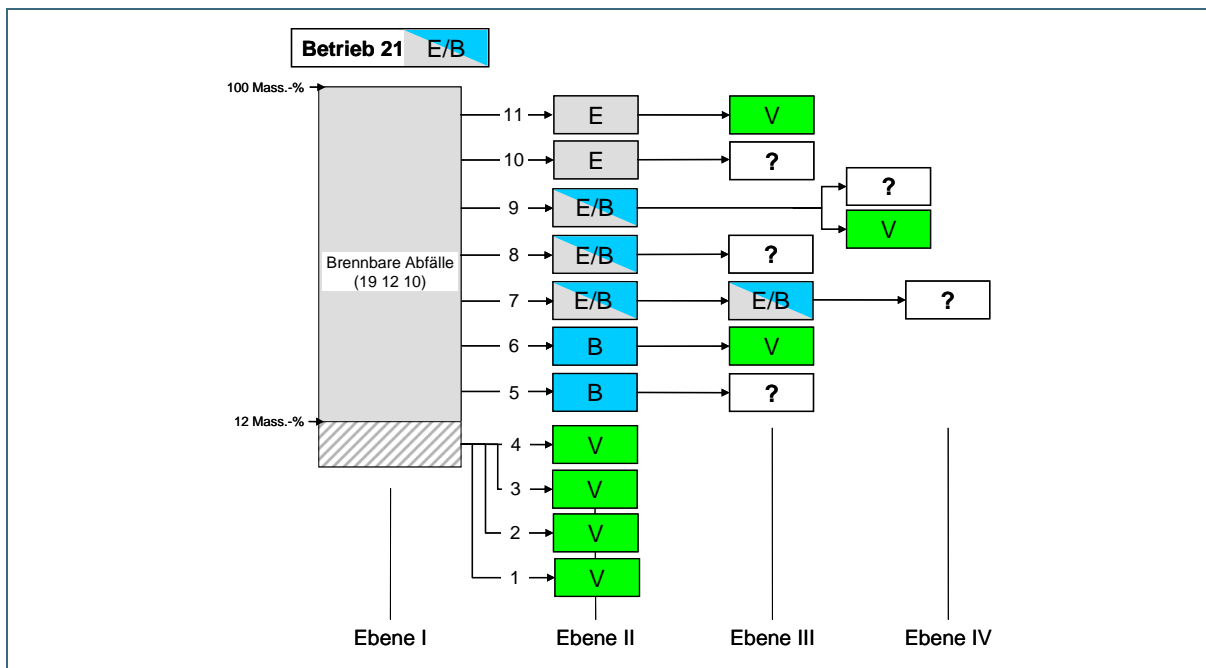 Betrieb 21 E/B
100 Mass.-%
11 E V
10 E ?
?
9 E/B
V
8 E/B ?
Brennbare Abfälle
(19 12 10)
7 E/B E/B ?
6 B V
5 B ?
12 Mass.-%
4 V
3 V
2 V
1 V
Ebene I Ebene II Ebene III Ebene IV